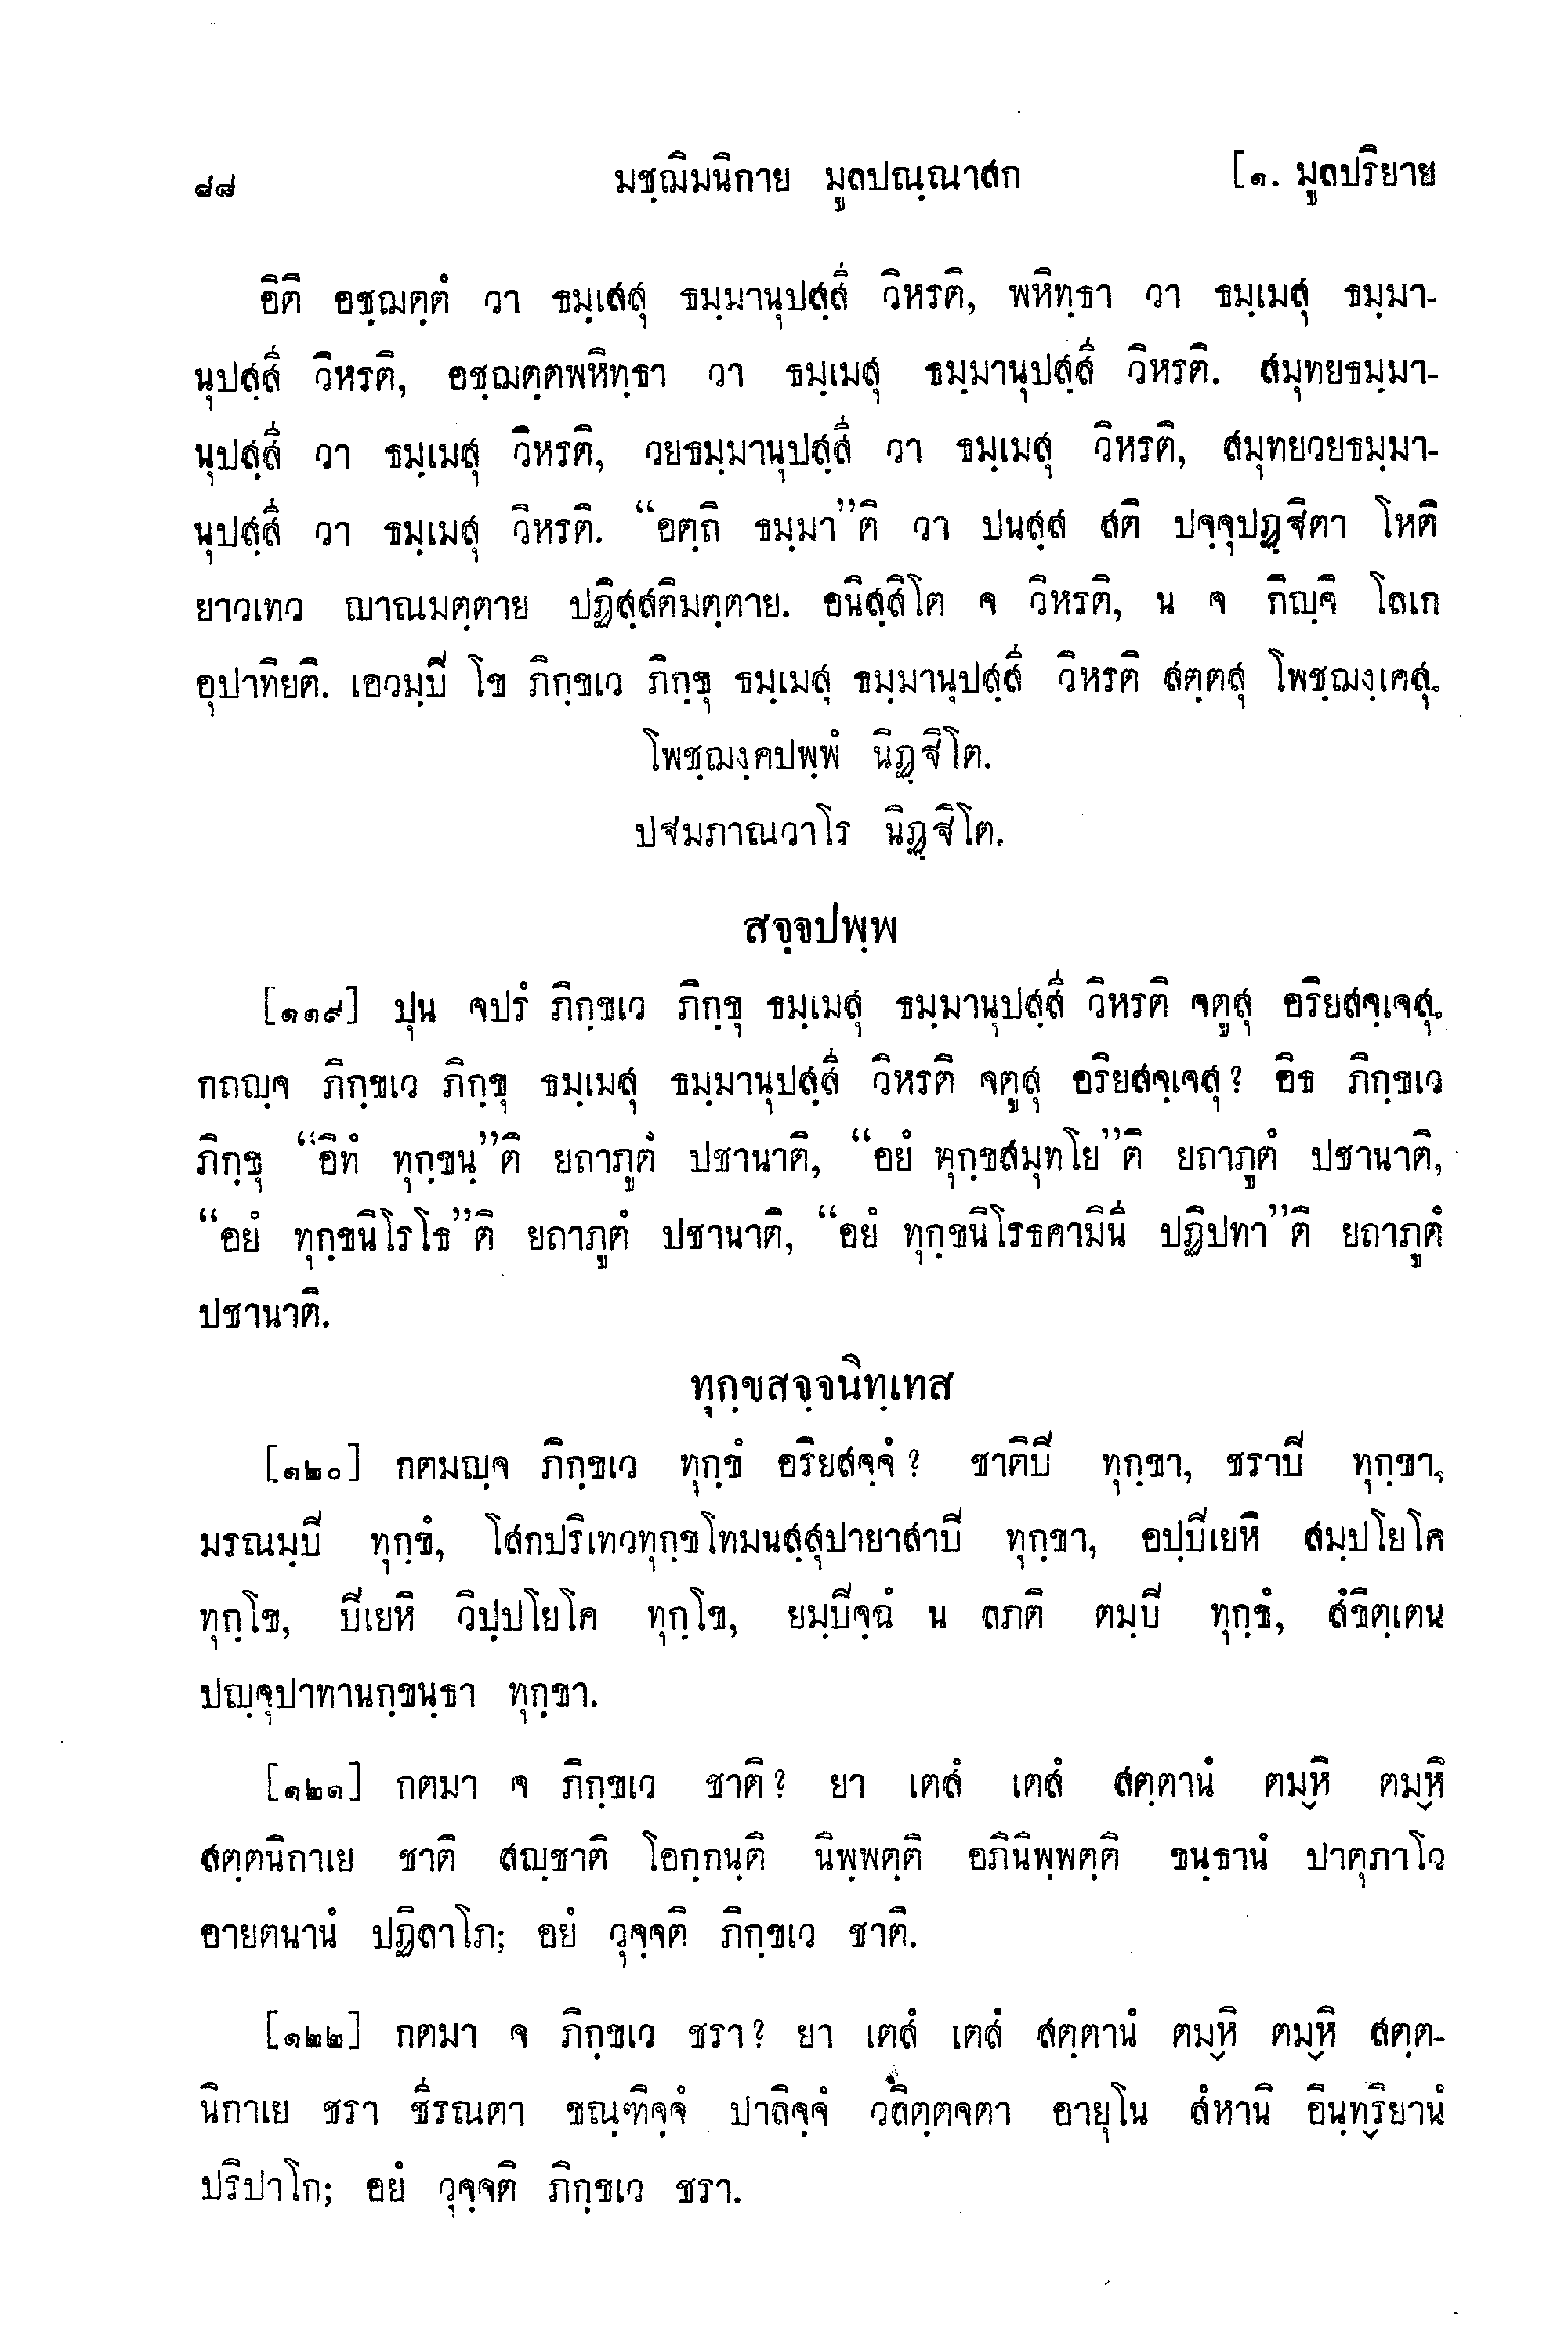 ๘๘ มชฺฌิมนิกาย มูลปณฺณาสก [๑. มูลปริยาย
อิติ อชฺฌตฺตํ วา ธมฺเสสุ ธมฺมานุปสฺสี วิหรติ, พหิทฺธา วา ธมฺเมสุ ธมฺมา-
นุปสฺสี วิหรติ, อชฺฌตฺตพหิทฺธา วา ธมฺเมสุ ธมฺมานุปสฺสี วิหรติ. สมุทยธมฺมา-
นุปสฺสี วา ธมฺเมสุ วิหรติ, วยธมฺมานุปสฺสี วา ธมฺเมสุ วิหรติ, สมุทยวยธมฺมา-
นุปสฺสี วา ธมฺเมสุ วิหรติ. “อตฺถิ ธมฺมา”ติ วา ปนสฺส สติ ปจฺจุปฏฺฐิตา โหติ
ยาวเทว ญาณมตฺตาย ปฏิสฺสติมตฺตาย. อนิสฺสิโต จ วิหรติ, น จ กิญฺจิ โลเก
อุปาทิยติ. เอวมฺปิ โข ภิกฺขเว ภิกฺขุ ธมฺเมสุ ธมฺมานุปสฺสี วิหรติ สตฺตสุ โพชฺฌงฺเคสุ.
โพชฺฌงฺคปพฺพํ นิฏฺฐิโต.
ปฐมภาณวาโร นิฏฺฐิโต.
สจฺจปพฺพ
[๑๑๙] ปุน จปรํ ภิกฺขเว ภิกฺขุ ธมฺเมสุ ธมฺมานุปสฺสี วิหรติ จตูสุ อริยสจฺเจสุ.
กถญฺจ ภิกฺขเว ภิกฺขุ ธมฺเมสุ ธมฺมานุปสฺสี วิหรติ จตูสุ อริยสจฺเจสุ? อิธ ภิกฺขเว
ภิกฺขุ “อิทํ ทุกฺขนฺ”ติ ยถาภูตํ ปชานาติ, “อยํ ทุกฺขสมุทโย”ติ ยถาภูตํ ปชานาติ,
“อยํ ทุกฺขนิโรโธ”ติ ยถาภูตํ ปชานาติ, “อยํ ทุกฺขนิโรธคามินี ปฏิปทา”ติ ยถาภูตํ
ปชานาติ.
ทุกฺขสจฺจนิทฺเทส
[๑๒๐] กตมญฺจ ภิกฺขเว ทุกฺขํ อริยสจฺจํ? ชาติปิ ทุกฺขา, ชราปิ ทุกฺขา,
มรณมฺปิ ทุกฺขํ, โสกปริเทวทุกฺขโทมนสฺสุปายาสาปิ ทุกฺขา, อปฺปิเยหิ สมฺปโยโค
ทุกฺโข, ปิเยหิ วิปฺปโยโค ทุกฺโข, ยมฺปิจฺฉํ น ลภติ ตมฺปิ ทุกฺขํ, สํขิตฺเตน
ปญฺจุปาทานกฺขนฺธา ทุกฺขา.
[๑๒๑] กตมา จ ภิกฺขเว ชาติ? ยา เตสํ เตสํ สตฺตานํ ตมฺหิ ตมฺหิ
สตฺตนิกาเย ชาติ สญฺชาติ โอกฺกนฺติ นิพฺพตฺติ อภินิพฺพตฺติ ขนฺธานํ ปาตุภาโว
อายตนานํ ปฏิลาโภ; อยํ วุจฺจติ ภิกฺขเว ชาติ.
[๑๒๒] กตมา จ ภิกฺขเว ชรา? ยา เตสํ เตสํ สตฺตานํ ตมฺหิ ตมฺหิ สตฺต-
นิกาเย ชรา ชีรณตา ขณฺฑิจฺจํ ปาลิจฺจํ วลิตฺตจตา อายุโน สํหานิ อินฺทฺริยานํ
ปริปาโก; อยํ วุจฺจติ ภิกฺขเว ชรา.